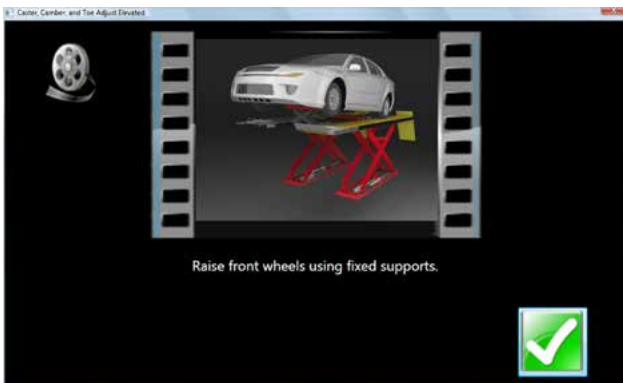 Caster, Camber, and Toe Adjust Elevated
Raise front wheels using fixed supports.